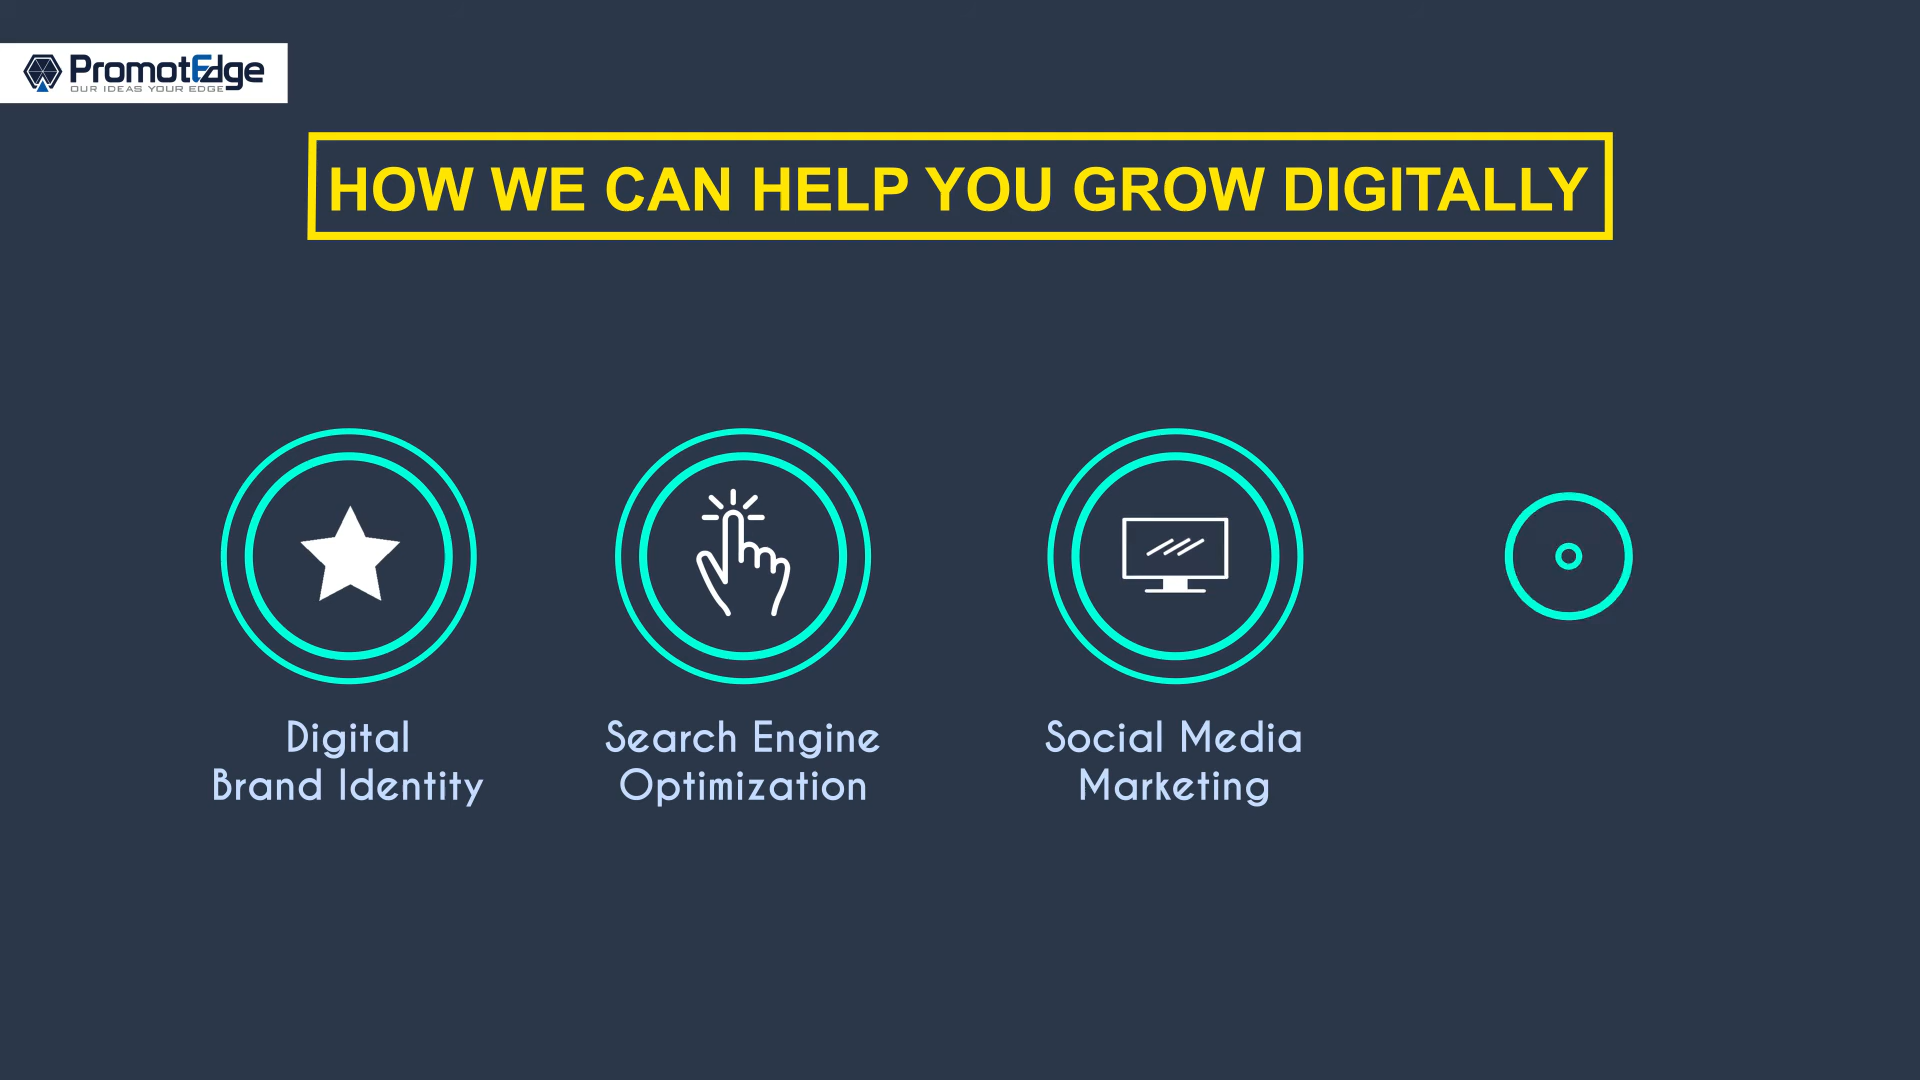 PromotEdge
OUR IDEAS YOUR EDGE
HOW WE CAN HELP YOU GROW DIGITALLY
Digital
Brand Identity
Search Engine
Optimization
Social Media
Marketing